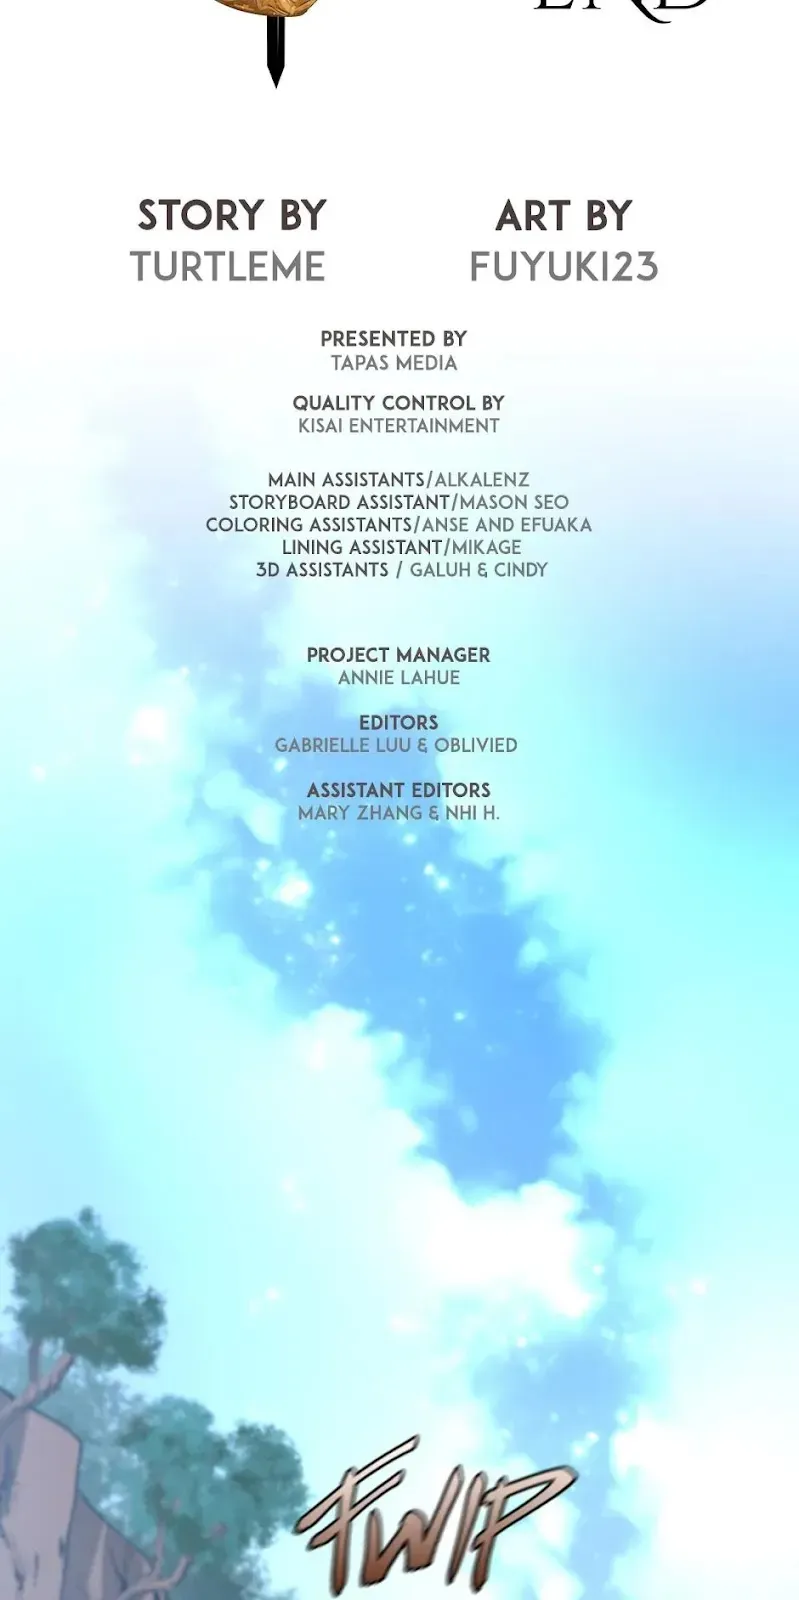 END
STORY BY
TURTLEME
ART BY
FUYUKI23
PRESENTED BY
TAPAS MEDIA
QUALITY CONTROL BY
KISAI ENTERTAINMENT
MAIN ASSISTANTS/ALKALENZ
STORYBOARD ASSISTANT/MASON SEO
COLORING ASSISTANTS/ANSE AND EFUAKA
LINING ASSISTANT/MIKAGE
3D ASSISTANTS / GALUH & CINDY
PROJECT MANAGER
ANNIE LAHUE
EDITORS
GABRIELLE LUU & OBLIVIED
ASSISTANT EDITORS
MARY ZHANG & NHI H.
FWIP